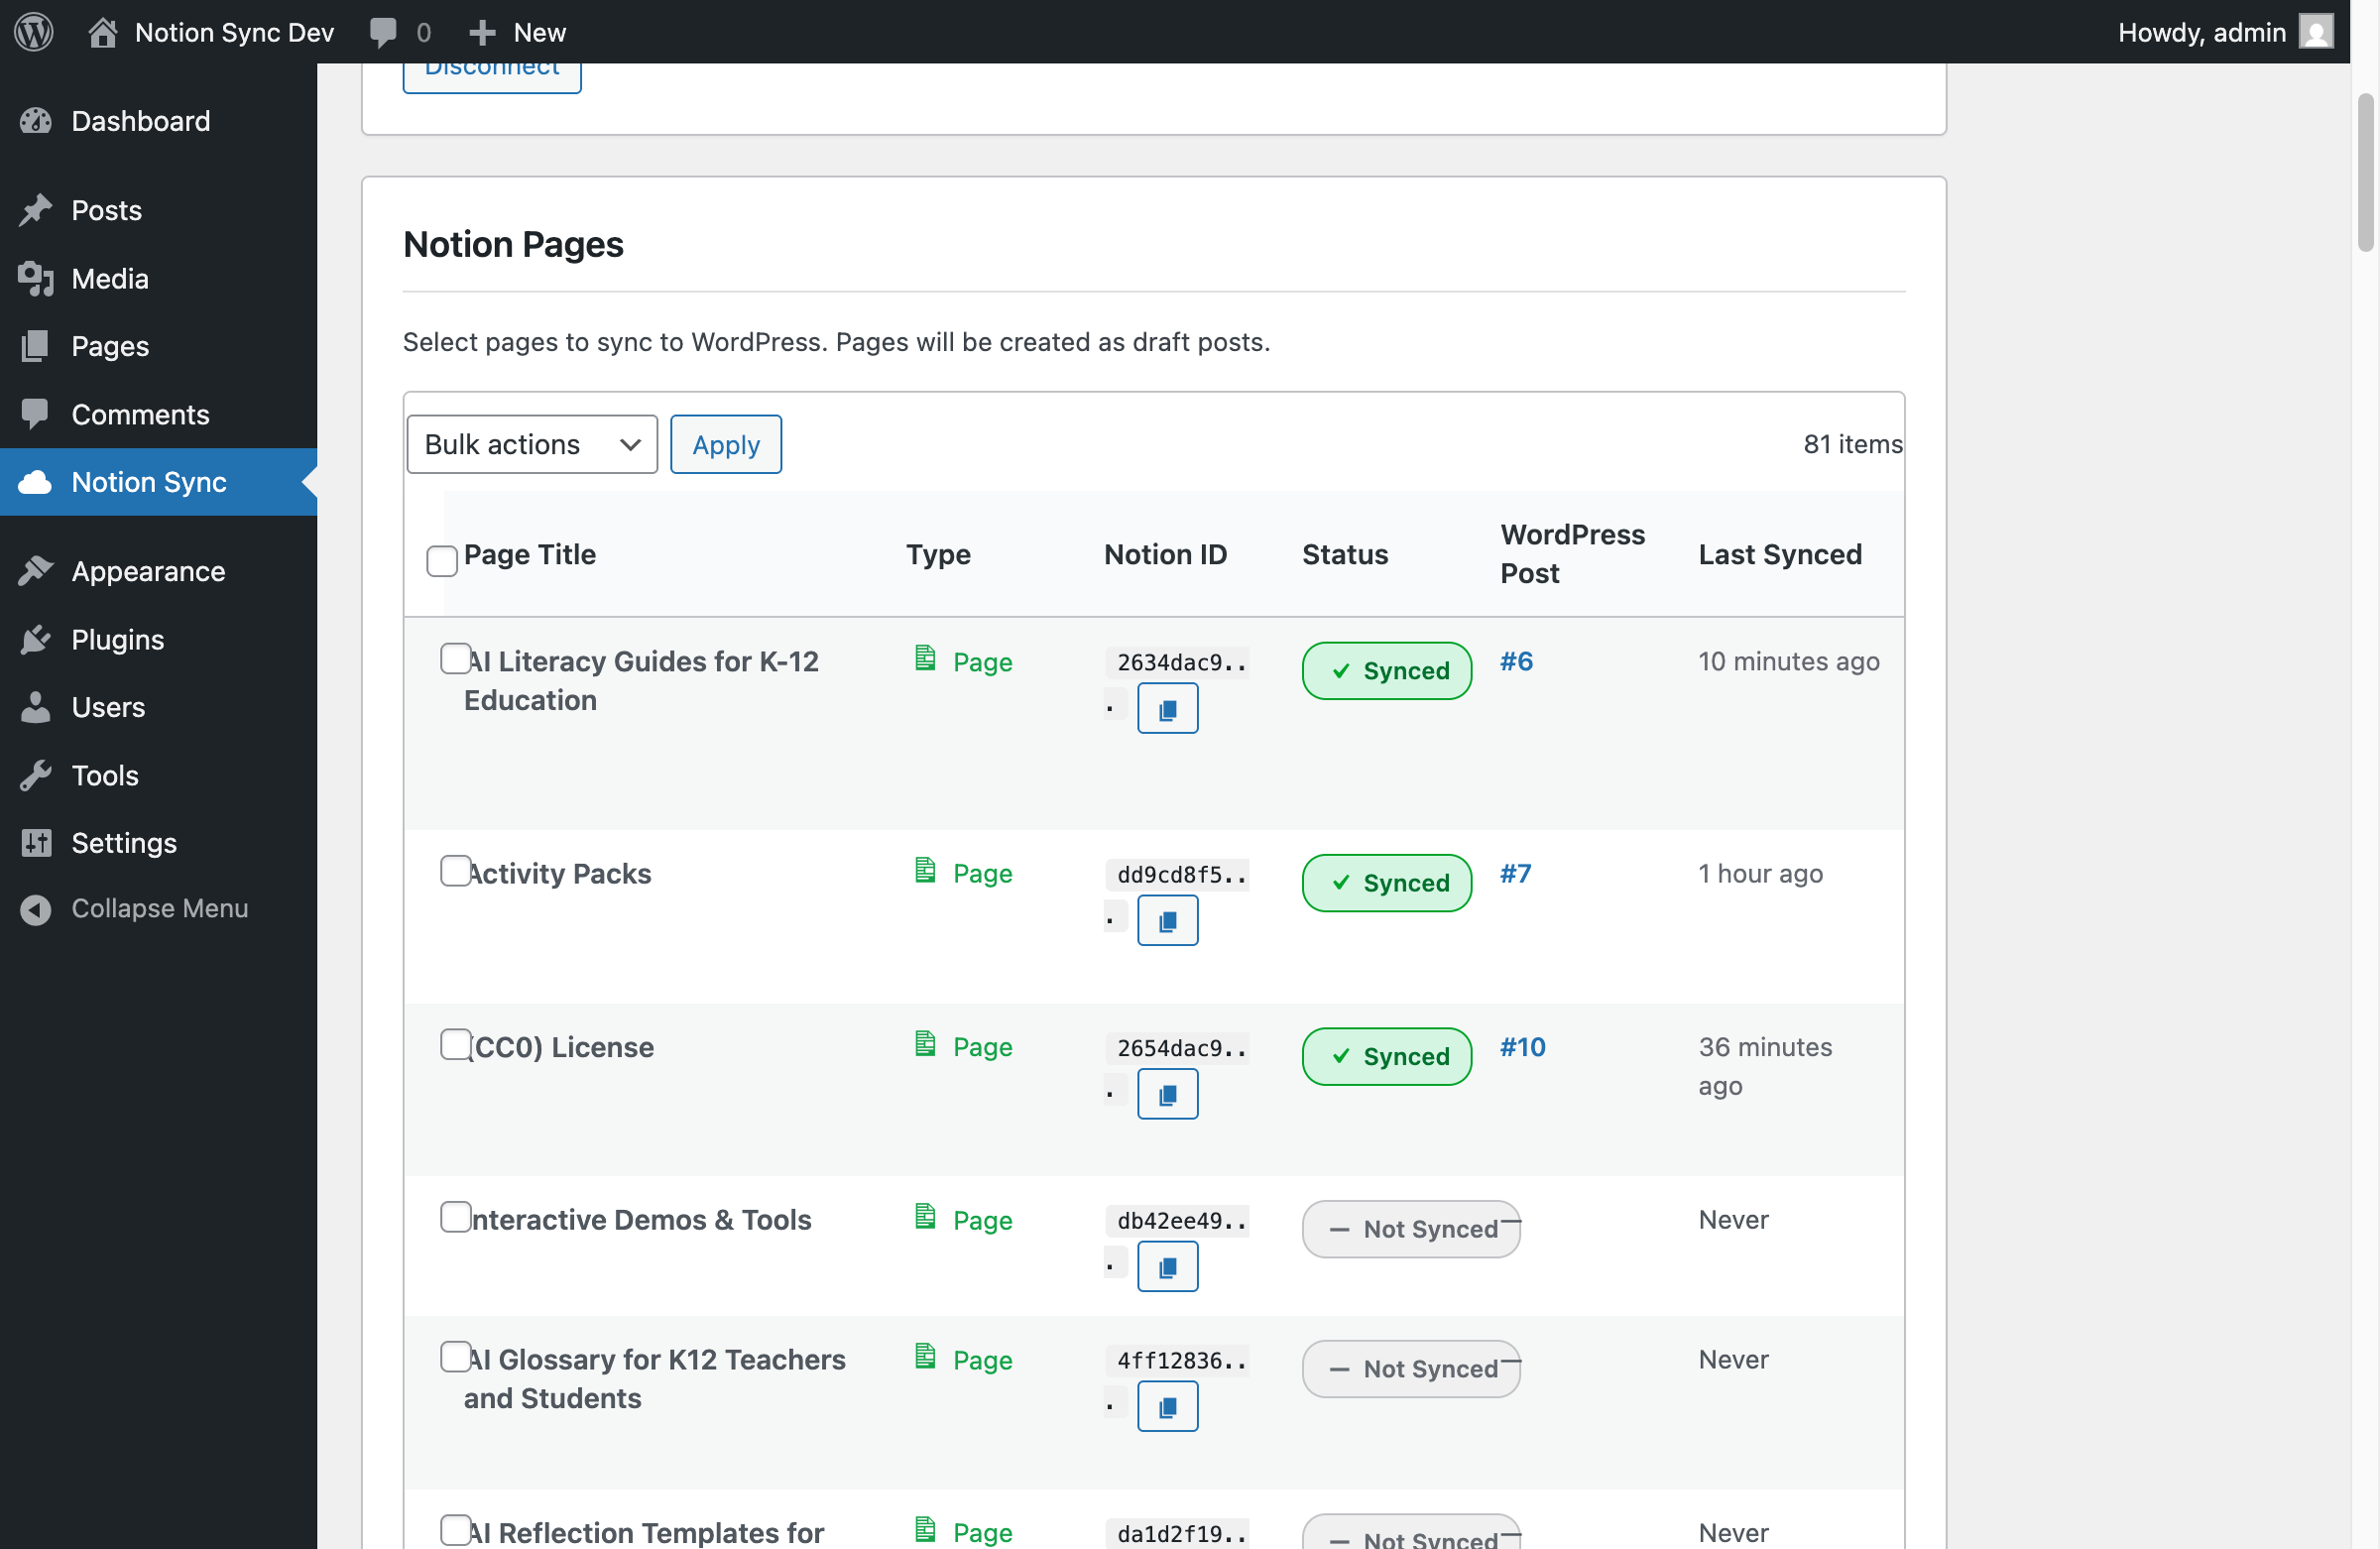 Notion Sync Dev
0
New
Howdy, admin
Disconnect
Dashboard
Posts
Media
Pages
Comments
Notion Sync
Appearance
Plugins
Users
Tools
Settings
Collapse Menu
Notion Pages
Select pages to sync to WordPress. Pages will be created as draft posts.
Bulk actions
Apply
81 items
Page Title
Type
Notion ID
Status
WordPress
Post
Last Synced
AI Literacy Guides for K-12
Education
Page
2634dac9..
.
Synced
#6
10 minutes ago
Activity Packs
Page
dd9cd8f5..
.
Synced
#7
1 hour ago
(CC0) License
Page
2654dac9..
.
Synced
#10
36 minutes
ago
Interactive Demos & Tools
Page
db42ee49..
.
— Not Synced
—
Never
AI Glossary for K12 Teachers
and Students
Page
4ff12836..
.
— Not Synced
—
Never
AI Reflection Templates for
Page
da1d2f19..
— Not Synced
—
Never